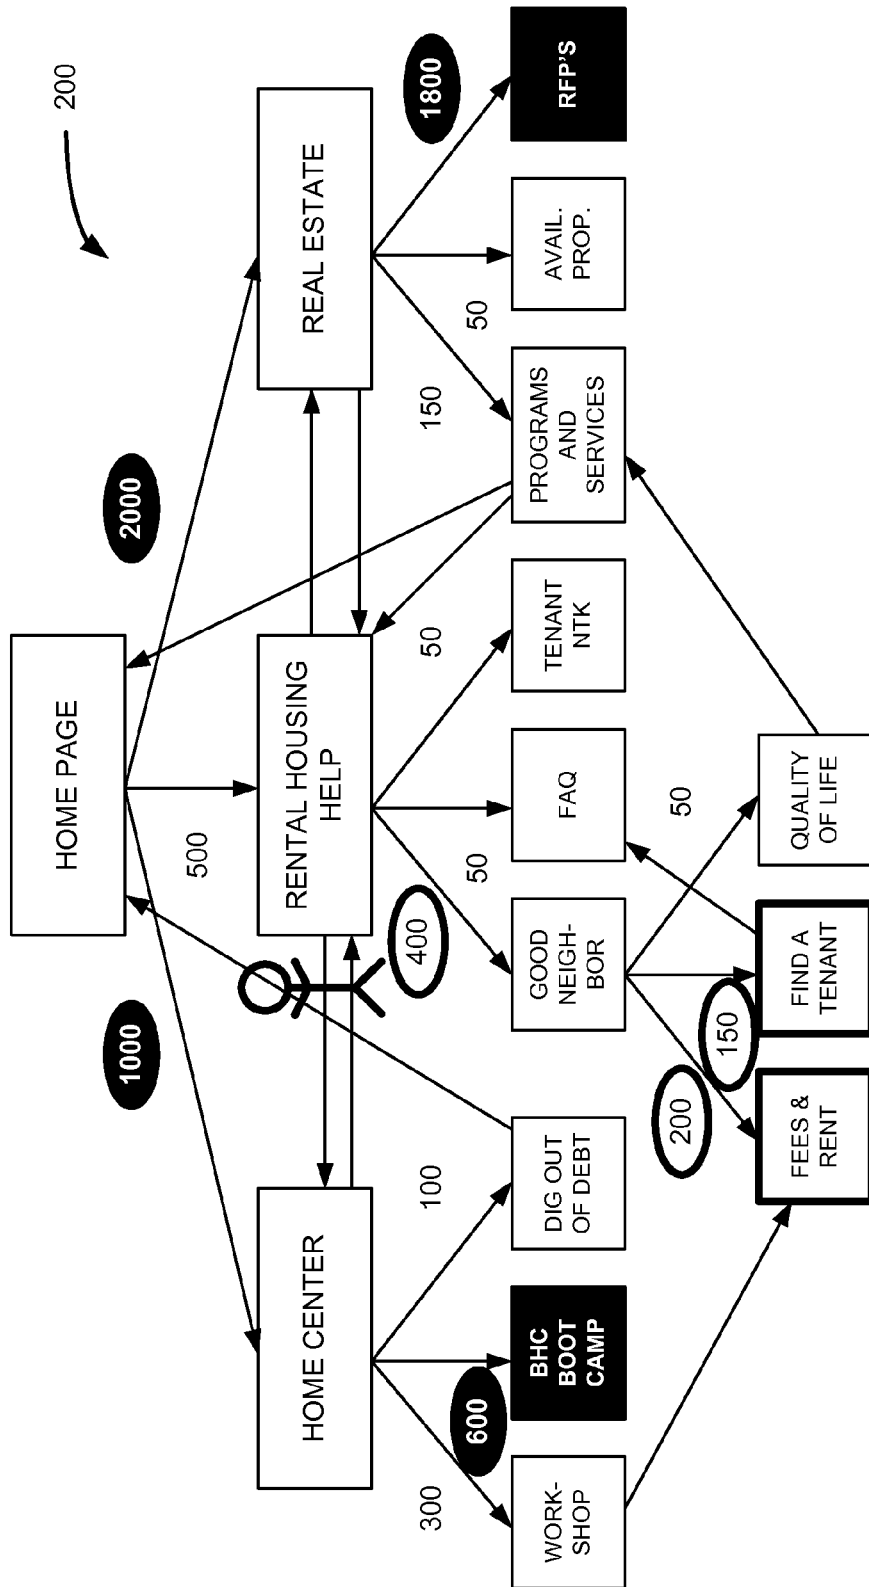 200
HOME PAGE
1000
500
2000
HOME CENTER
RENTAL HOUSING
HELP
REAL ESTATE
300
600
100
400
50
50
150
50
1800
WORK-
SHOP
BHC
BOOT
CAMP
DIG OUT
OF DEBT
GOOD
NEIGH-
BOR
FAQ
TENANT
NTK
PROGRAMS
AND
SERVICES
AVAIL.
PROP.
RFP'S
200
150
50
FEES &
RENT
FIND A
TENANT
QUALITY
OF LIFE